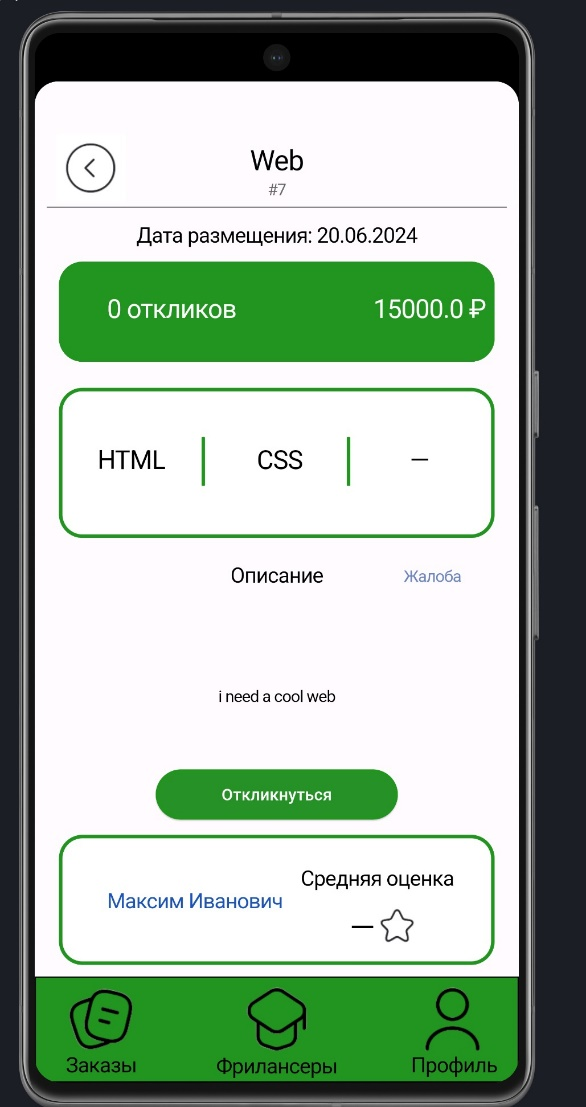 Web
#7
Дата размещения: 20.06.2024
0 откликов 15000.0 ₽
HTML CSS —
Описание Жалоба
i need a cool web
Откликнуться
Средняя оценка
Максим Иванович
—
Заказы Фрилансеры Профиль